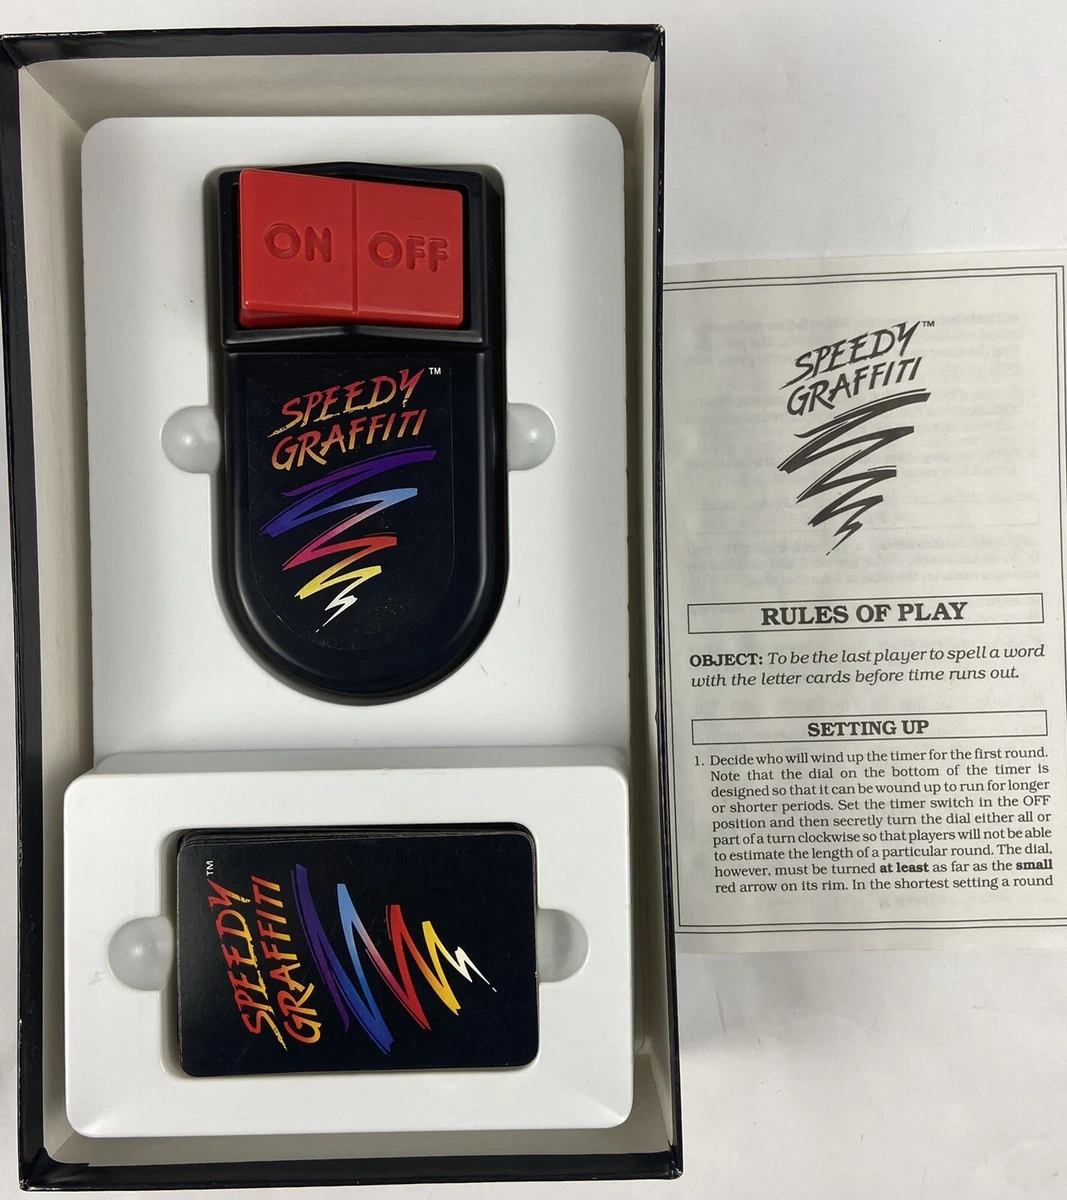 ON OFF
SPEEDY™
GRAFFITI
SPEEDY™
GRAFFITI
SPEEDY™
GRAFFITI
RULES OF PLAY
OBJECT: To be the last player to spell a word
with the letter cards before time runs out.
SETTING UP
1. Decide who will wind up the timer for the first round.
Note that the dial on the bottom of the timer is
designed so that it can be wound up to run for longer
or shorter periods. Set the timer switch in the OFF
position and then secretly turn the dial either all or
part of a turn clockwise so that players will not be able
to estimate the length of a particular round. The dial,
however, must be turned at least as far as the small
red arrow on its rim. In the shortest setting a round